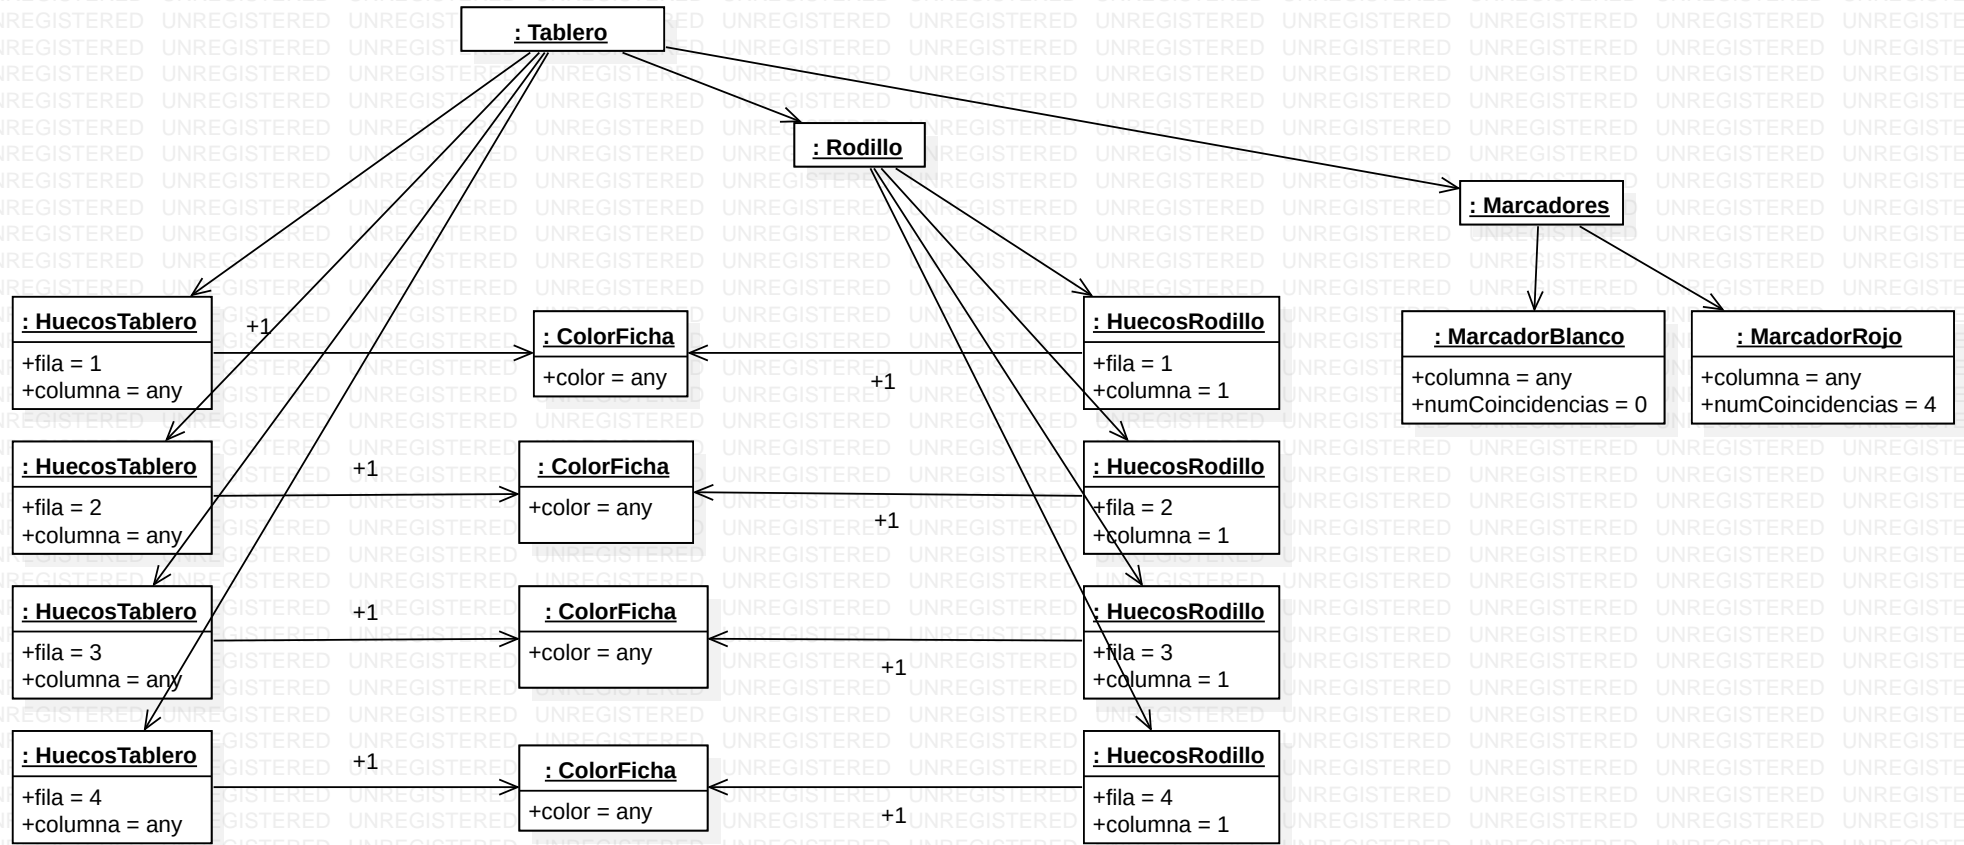 : Tablero
: Rodillo
: Marcadores
: HuecosTablero
+fila = 1
+columna = any
+1
: ColorFicha
+color = any
+1
: HuecosRodillo
+fila = 1
+columna = 1
: MarcadorBlanco
+columna = any
+numCoincidencias = 0
: MarcadorRojo
+columna = any
+numCoincidencias = 4
: HuecosTablero
+fila = 2
+columna = any
+1
: ColorFicha
+color = any
+1
: HuecosRodillo
+fila = 2
+columna = 1
: HuecosTablero
+fila = 3
+columna = any
+1
: ColorFicha
+color = any
+1
: HuecosRodillo
+fila = 3
+columna = 1
: HuecosTablero
+fila = 4
+columna = any
+1
: ColorFicha
+color = any
+1
: HuecosRodillo
+fila = 4
+columna = 1
UNREGISTERED